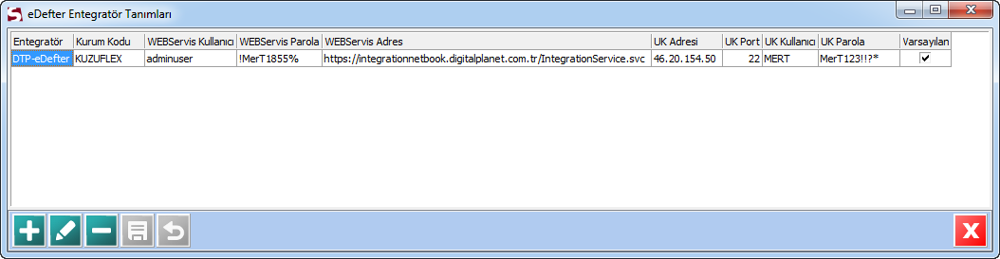 eDefter Entegratör Tanımları
Entegratör Kurum Kodu WEBServis Kullanıcı WEBServis Parola WEBServis Adres UK Adresi UK Port UK Kullanıcı UK Parola Varsayılan
DTP-eDefter KUZUFLEX adminuser !MerT1855% https://integrationnetbook.digitalplanet.com.tr/IntegrationService.svc 46.20.154.50 22 MERT MerT123!!?*